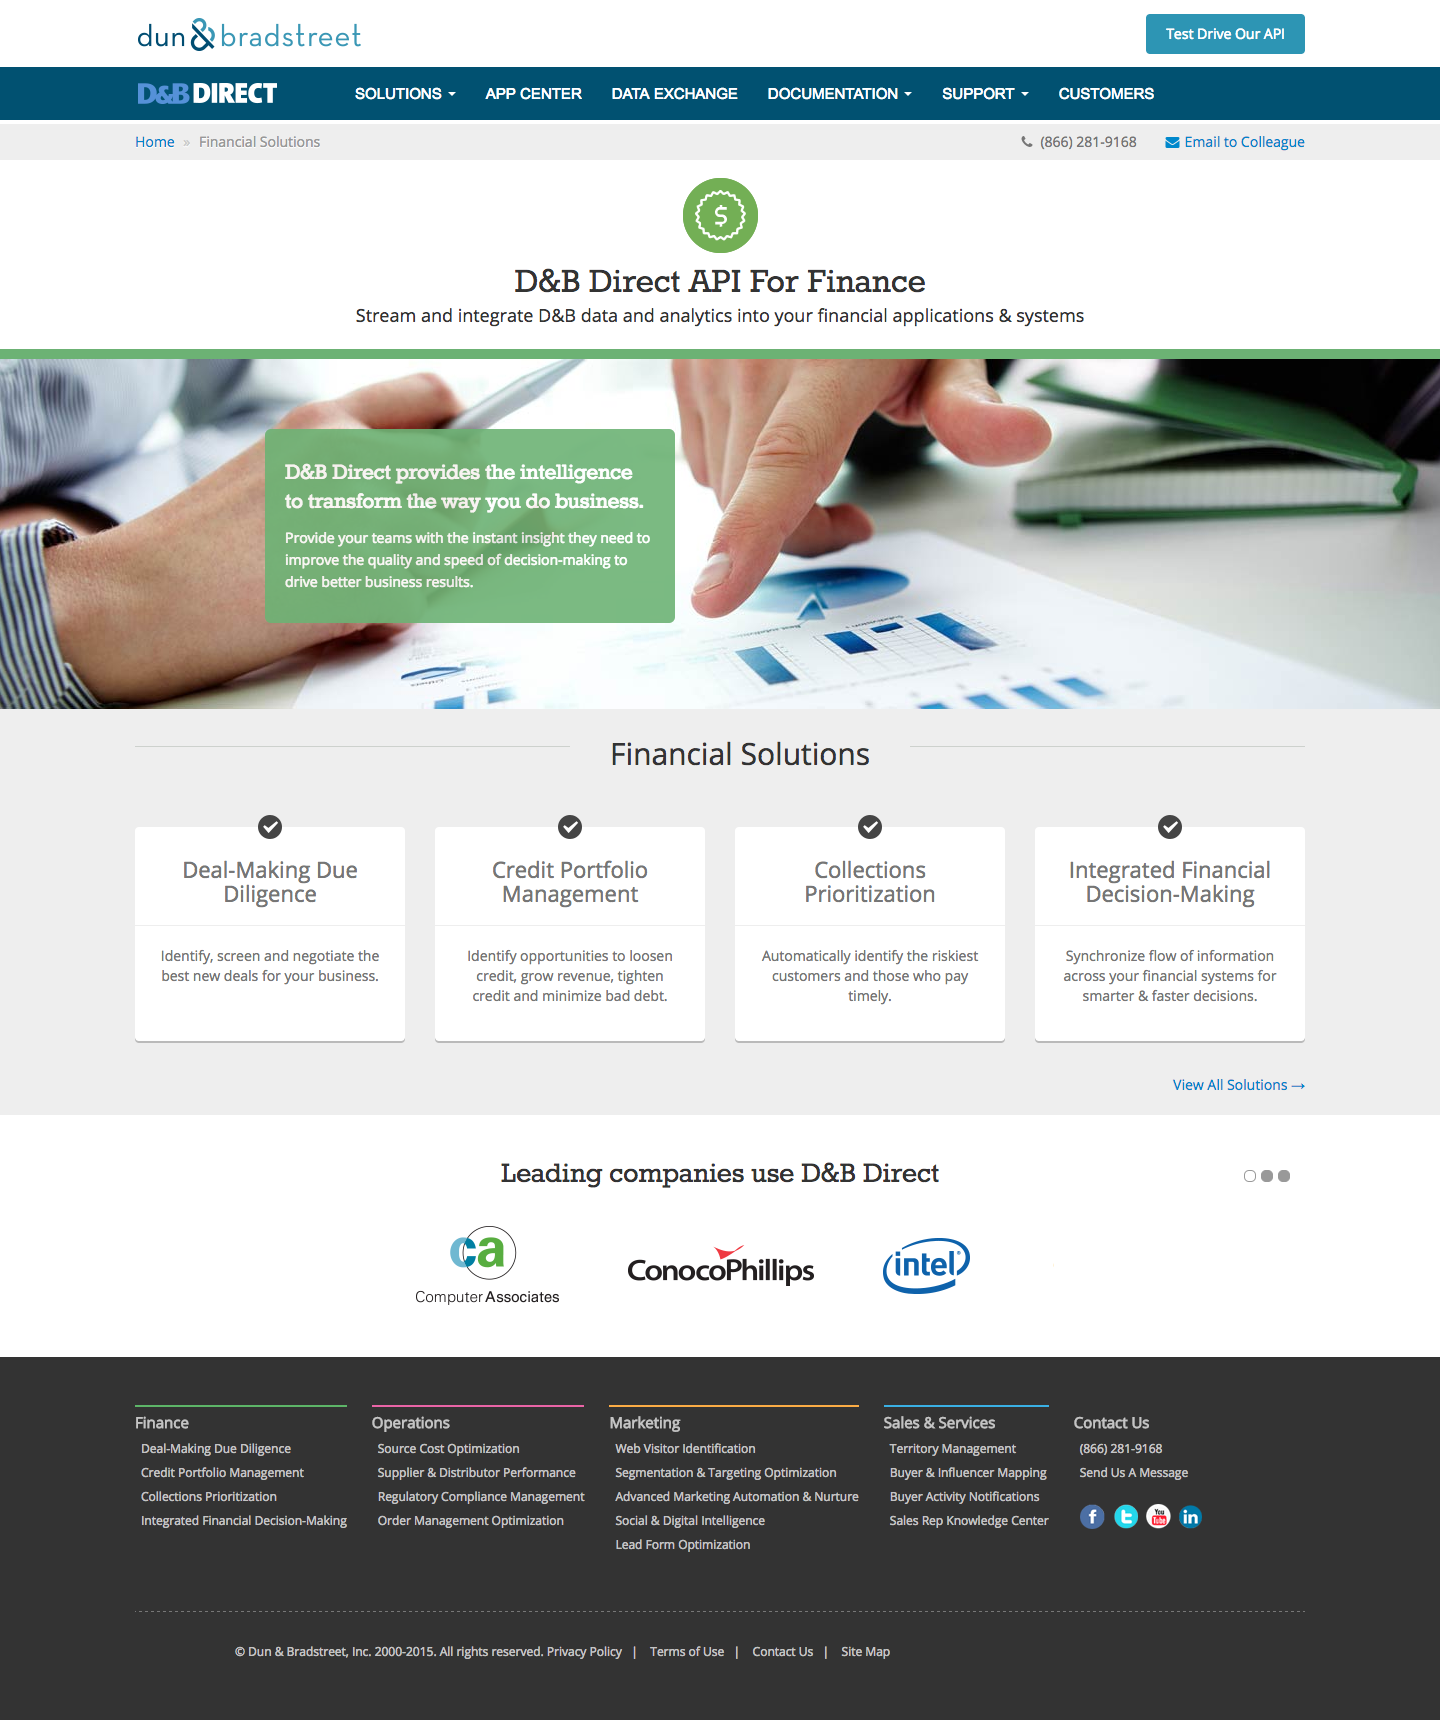 dun&bradstreet
Test Drive Our API
D&B DIRECT
SOLUTIONS
APP CENTER
DATA EXCHANGE
DOCUMENTATION
SUPPORT
CUSTOMERS
Home » Financial Solutions
(866) 281-9168
Email to Colleague
$
D&B Direct API For Finance
Stream and integrate D&B data and analytics into your financial applications & systems
D&B Direct provides the intelligence
to transform the way you do business.
Provide your teams with the instant insight they need to
improve the quality and speed of decision-making to
drive better business results.
Financial Solutions
Deal-Making Due
Diligence
Identify, screen and negotiate the
best new deals for your business.
Credit Portfolio
Management
Identify opportunities to loosen
credit, grow revenue, tighten
credit and minimize bad debt.
Collections
Prioritization
Automatically identify the riskiest
customers and those who pay
timely.
Integrated Financial
Decision-Making
Synchronize flow of information
across your financial systems for
smarter & faster decisions.
View All Solutions →
Leading companies use D&B Direct
ca
Computer Associates
ConocoPhillips
intel
Finance
Deal-Making Due Diligence
Credit Portfolio Management
Collections Prioritization
Integrated Financial Decision-Making
Operations
Source Cost Optimization
Supplier & Distributor Performance
Regulatory Compliance Management
Order Management Optimization
Marketing
Web Visitor Identification
Segmentation & Targeting Optimization
Advanced Marketing Automation & Nurture
Social & Digital Intelligence
Lead Form Optimization
Sales & Services
Territory Management
Buyer & Influencer Mapping
Buyer Activity Notifications
Sales Rep Knowledge Center
Contact Us
(866) 281-9168
Send Us A Message
f t You Tube in
© Dun & Bradstreet, Inc. 2000-2015. All rights reserved. Privacy Policy | Terms of Use | Contact Us | Site Map